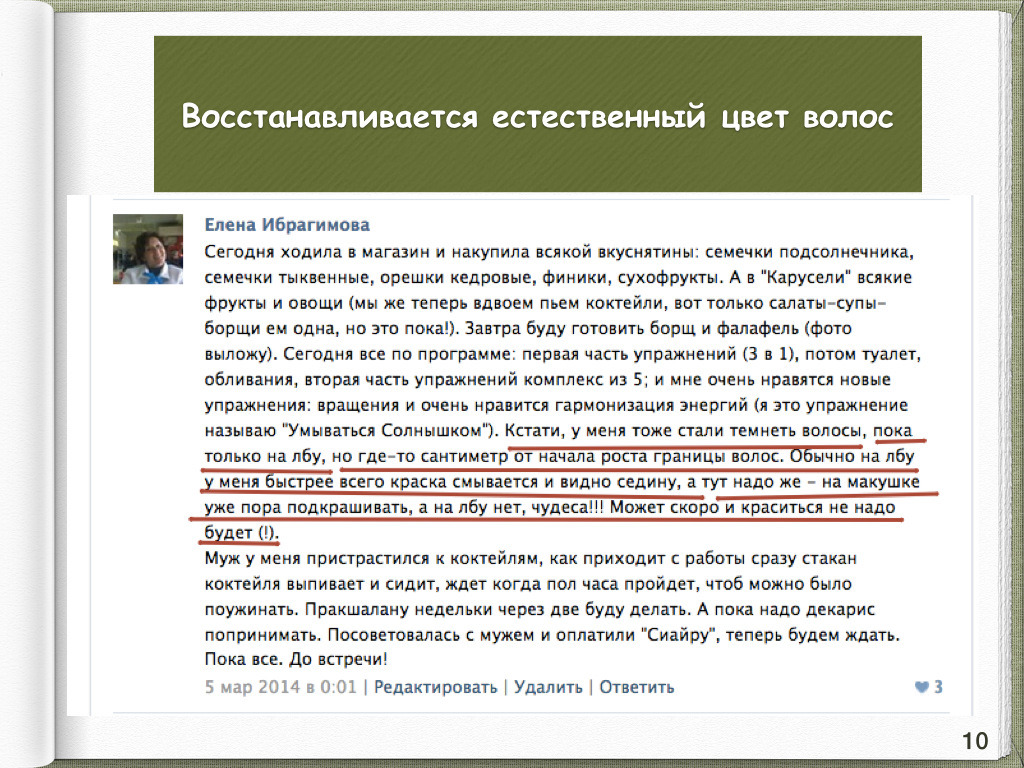 Восстанавливается естественный цвет волос
Елена Ибрагимова
Сегодня ходила в магазин и накупила всякой вкуснятины: семечки подсолнечника,
семечки тыквенные, орешки кедровые, финики, сухофрукты. А в "Карусели" всякие
фрукты и овощи (мы же теперь вдвоем пьем коктейли, вот только салаты-супы-
борщи ем одна, но это пока!). Завтра буду готовить борщ и фалафель (фото
выложу). Сегодня все по программе: первая часть упражнений (3 в 1), потом туалет,
обливания, вторая часть упражнений комплекс из 5; и мне очень нравятся новые
упражнения: вращения и очень нравится гармонизация энергий (я это упражнение
называю "Умываться Солнышком"). Кстати, у меня тоже стали темнеть волосы, пока
только на лбу, но где-то сантиметр от начала роста границы волос. Обычно на лбу
у меня быстрее всего краска смывается и видно седину, а тут надо же - на макушке
уже пора подкрашивать, а на лбу нет, чудеса!!! Может скоро и краситься не надо
будет (!).
Муж у меня пристрастился к коктейлям, как приходит с работы сразу стакан
коктейля выпивает и сидит, ждет когда пол часа пройдет, чтоб можно было
поужинать. Пракшалану недельки через две буду делать. А пока надо декарис
попринимать. Посоветовалась с мужем и оплатили "Сиайру", теперь будем ждать.
Пока все. До встречи!
5 мар 2014 в 0:01 | Редактировать | Удалить | Ответить
3
10